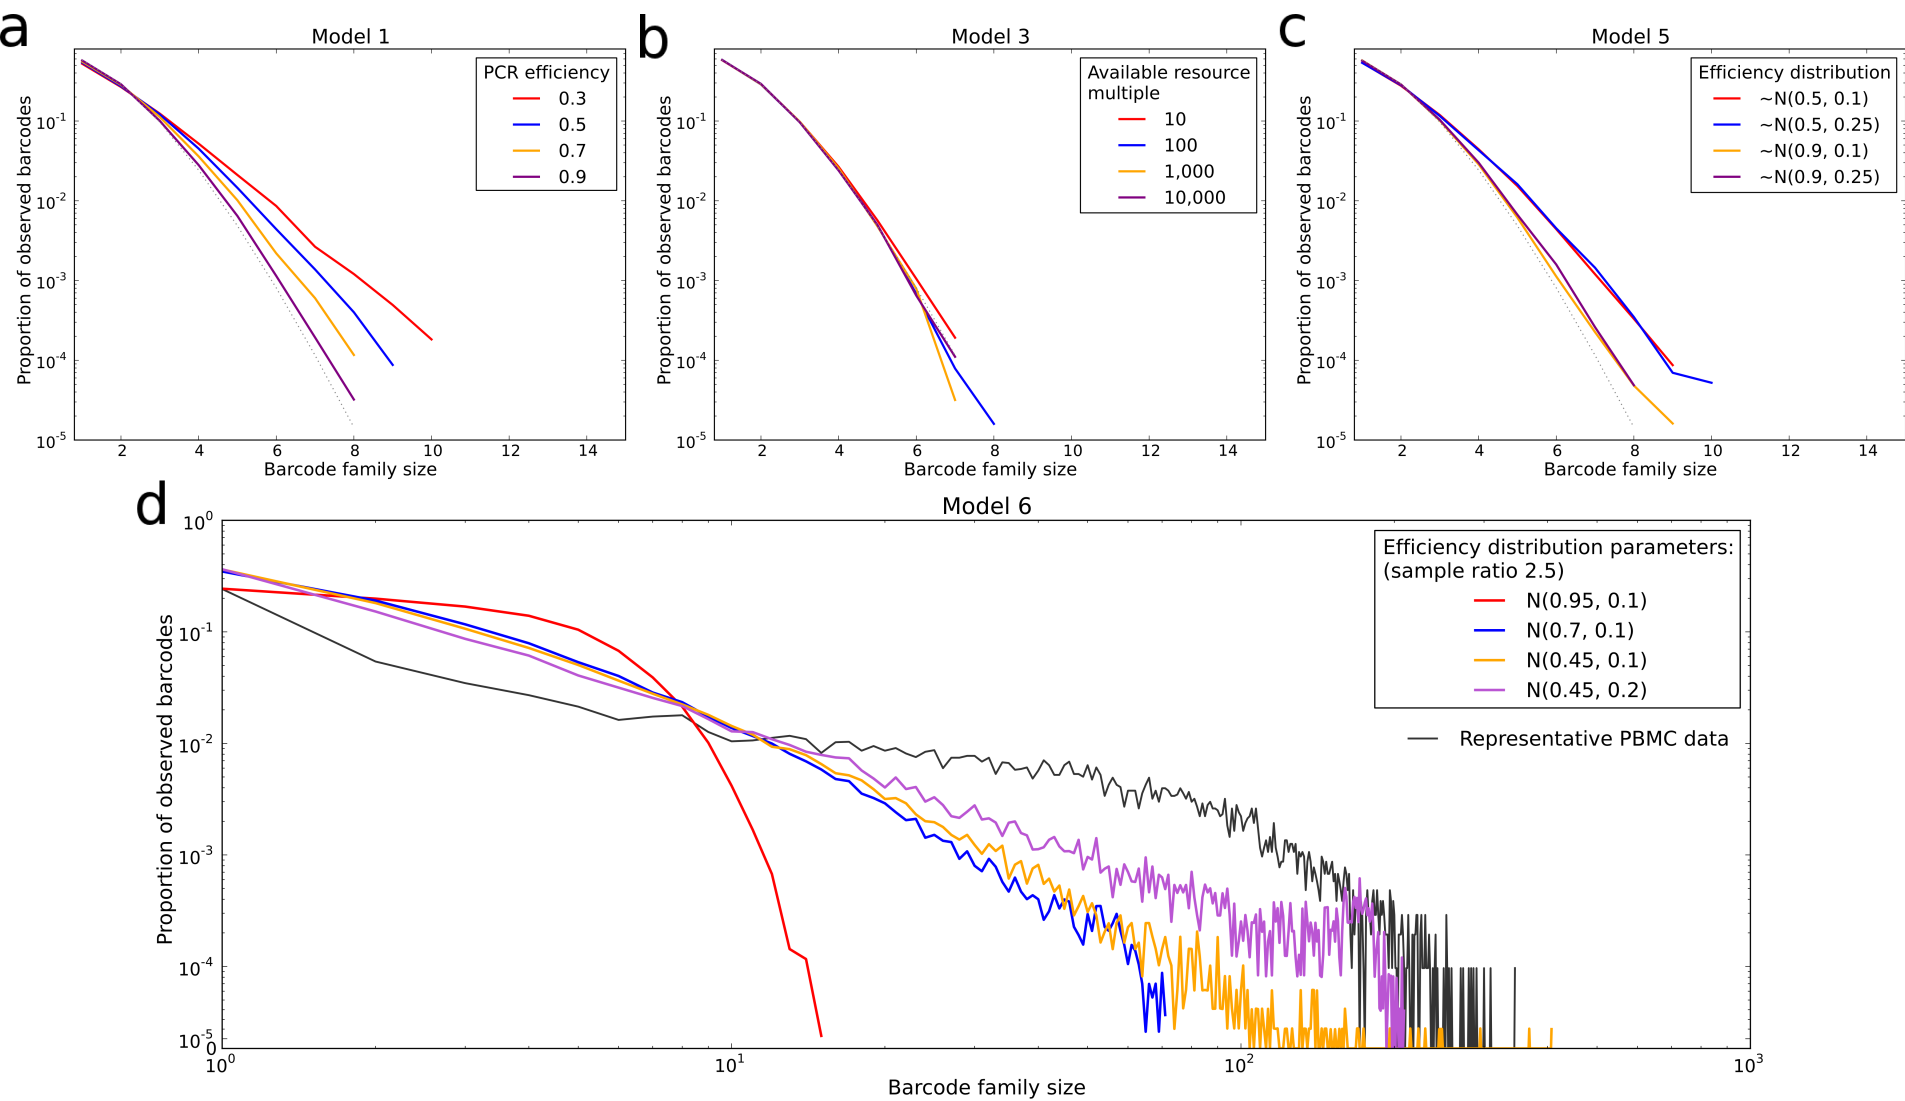 a
Model 1
Proportion of observed barcodes
10^-1
10^-2
10^-3
10^-4
10^-5
2 4 6 8 10 12 14
Barcode family size
PCR efficiency
0.3
0.5
0.7
0.9
b
Model 3
Proportion of observed barcodes
10^-1
10^-2
10^-3
10^-4
10^-5
2 4 6 8 10 12 14
Barcode family size
Available resource
multiple
10
100
1,000
10,000
c
Model 5
Proportion of observed barcodes
10^-1
10^-2
10^-3
10^-4
10^-5
2 4 6 8 10 12 14
Barcode family size
Efficiency distribution
~N(0.5, 0.1)
~N(0.5, 0.25)
~N(0.9, 0.1)
~N(0.9, 0.25)
d
Model 6
Proportion of observed barcodes
10^0
10^-1
10^-2
10^-3
10^-4
10^-5
0
10^0 10^1 10^2 10^3
Barcode family size
Efficiency distribution parameters:
(sample ratio 2.5)
N(0.95, 0.1)
N(0.7, 0.1)
N(0.45, 0.1)
N(0.45, 0.2)
Representative PBMC data